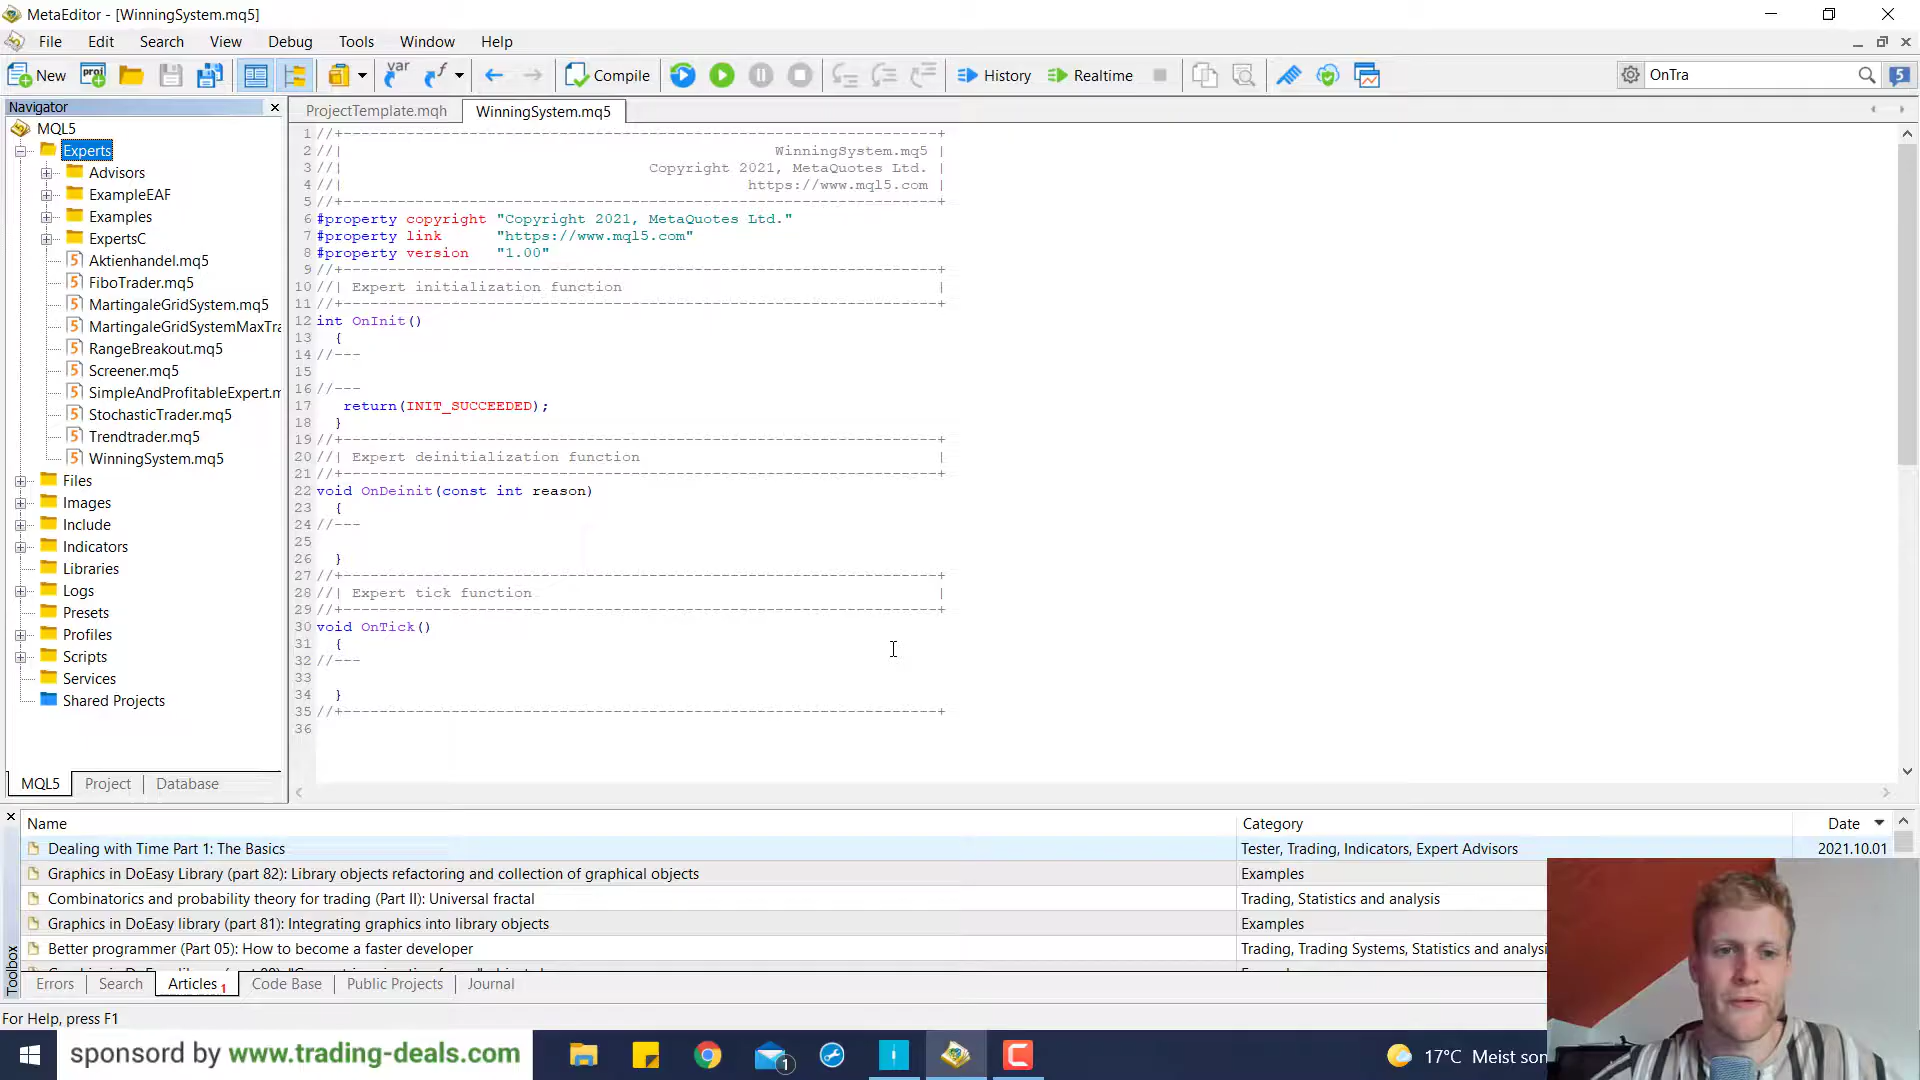 MetaEditor - [WinningSystem.mq5]
File Edit Search View Debug Tools Window Help
New proj var f Compile History Realtime OnTra 5
Navigator
MQL5
Experts
Advisors
ExampleEAF
Examples
ExpertsC
Aktienhandel.mq5
FiboTrader.mq5
MartingaleGridSystem.mq5
MartingaleGridSystemMaxTra
RangeBreakout.mq5
Screener.mq5
SimpleAndProfitableExpert.m
StochasticTrader.mq5
Trendtrader.mq5
WinningSystem.mq5
Files
Images
Include
Indicators
Libraries
Logs
Presets
Profiles
Scripts
Services
Shared Projects
MQL5 Project Database
ProjectTemplate.mqh WinningSystem.mq5
1 //+------------------------------------------------------------------+
2 //| WinningSystem.mq5 |
3 //| Copyright 2021, MetaQuotes Ltd. |
4 //| https://www.mql5.com |
5 //+------------------------------------------------------------------+
6 #property copyright "Copyright 2021, MetaQuotes Ltd."
7 #property link "https://www.mql5.com"
8 #property version "1.00"
9 //+------------------------------------------------------------------+
10 //| Expert initialization function |
11 //+------------------------------------------------------------------+
12 int OnInit()
13 {
14 //---
15
16 //---
17 return(INIT_SUCCEEDED);
18 }
19 //+------------------------------------------------------------------+
20 //| Expert deinitialization function |
21 //+------------------------------------------------------------------+
22 void OnDeinit(const int reason)
23 {
24 //---
25
26 }
27 //+------------------------------------------------------------------+
28 //| Expert tick function |
29 //+------------------------------------------------------------------+
30 void OnTick()
31 {
32 //---
33
34 }
35 //+------------------------------------------------------------------+
36
Name Category Date
Dealing with Time Part 1: The Basics Tester, Trading, Indicators, Expert Advisors 2021.10.01
Graphics in DoEasy Library (part 82): Library objects refactoring and collection of graphical objects Examples
Combinatorics and probability theory for trading (Part II): Universal fractal Trading, Statistics and analysis
Graphics in DoEasy library (part 81): Integrating graphics into library objects Examples
Better programmer (Part 05): How to become a faster developer Trading, Trading Systems, Statistics and analysi
Toolbox
Errors Search Articles 1 Code Base Public Projects Journal
For Help, press F1
sponsord by www.trading-deals.com 1 17°C Meist son